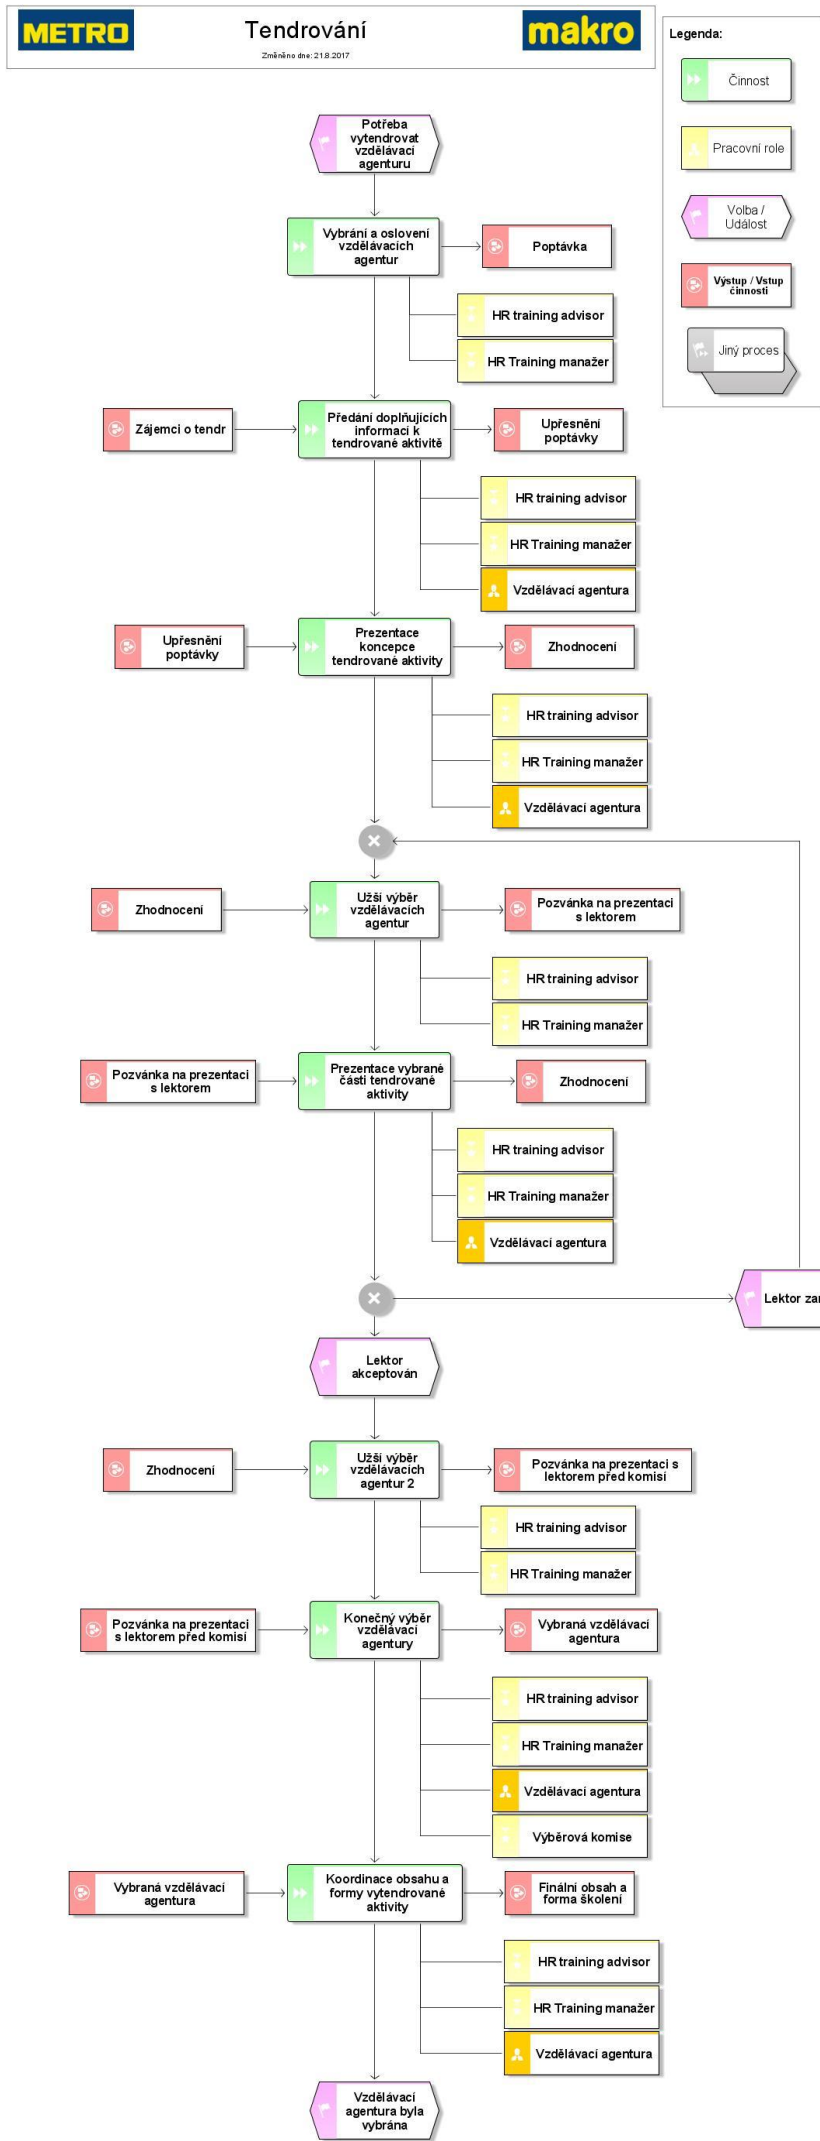 METRO
Tendrování
makro
Změněno dne: 21.8.2017
Legenda:
Činnost
Pracovní role
Volba /
Událost
Výstup / Vstup
činnosti
Jiný proces
Potřeba
vytendrovat
vzdělávací
agenturu
Vybrání a oslovení
vzdělávacích
agentur
Poptávka
HR training advisor
HR Training manažer
Zájemci o tendr
Předání doplňujících
informací k
tendrované aktivitě
Upřesnění
poptávky
HR training advisor
HR Training manažer
Vzdělávací agentura
Upřesnění
poptávky
Prezentace
koncepce
tendrované aktivity
Zhodnocení
HR training advisor
HR Training manažer
Vzdělávací agentura
Zhodnocení
Užší výběr
vzdělávacích
agentur
Pozvánka na prezentaci
s lektorem
HR training advisor
HR Training manažer
Pozvánka na prezentaci
s lektorem
Prezentace vybrané
části tendrované
aktivity
Zhodnocení
HR training advisor
HR Training manažer
Vzdělávací agentura
Lektor
Lektor
akceptován
Zhodnocení
Užší výběr
vzdělávacích
agentur 2
Pozvánka na prezentaci s
lektorem před komisí
HR training advisor
HR Training manažer
Pozvánka na prezentaci
s lektorem před komisí
Konečný výběr
vzdělávací
agentury
Vybraná vzdělávací
agentura
HR training advisor
HR Training manažer
Vzdělávací agentura
Výběrová komise
Vybraná vzdělávací
agentura
Koordinace obsahu a
formy vytendrované
aktivity
Finální obsah a
forma školení
HR training advisor
HR Training manažer
Vzdělávací agentura
Vzdělávací
agentura byla
vybrána